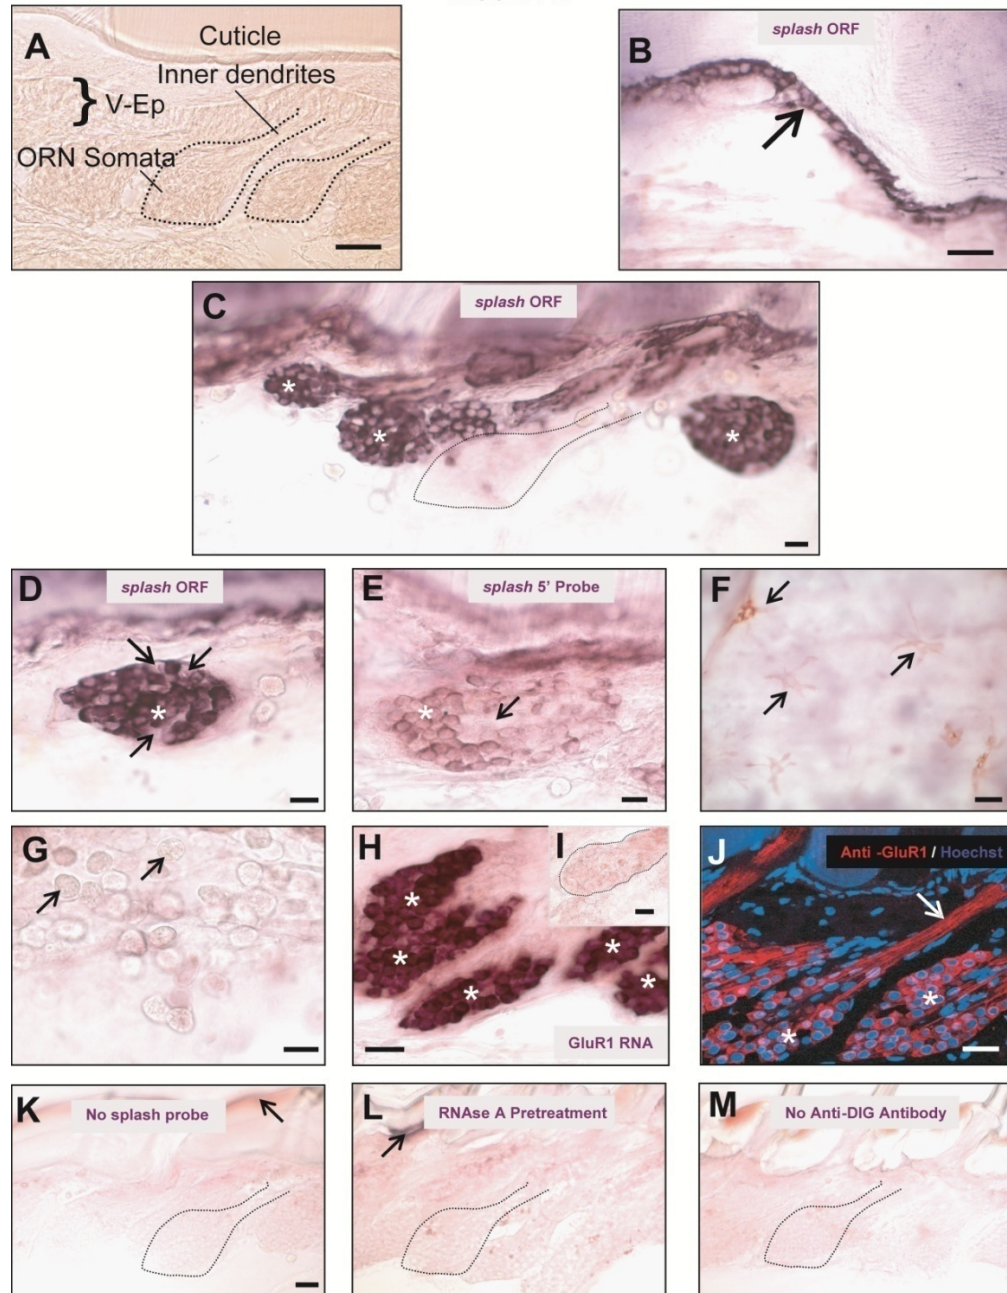 A
Cuticle
Inner dendrites
} V-Ep
ORN Somata
B
splash ORF
C
splash ORF
*
*
*
D
splash ORF
*
E
splash 5' Probe
*
F
G
H
*
*
*
*
*
GluR1 RNA
I
J
Anti -GluR1 / Hoechst
*
*
K
No splash probe
L
RNAse A Pretreatment
M
No Anti-DIG Antibody